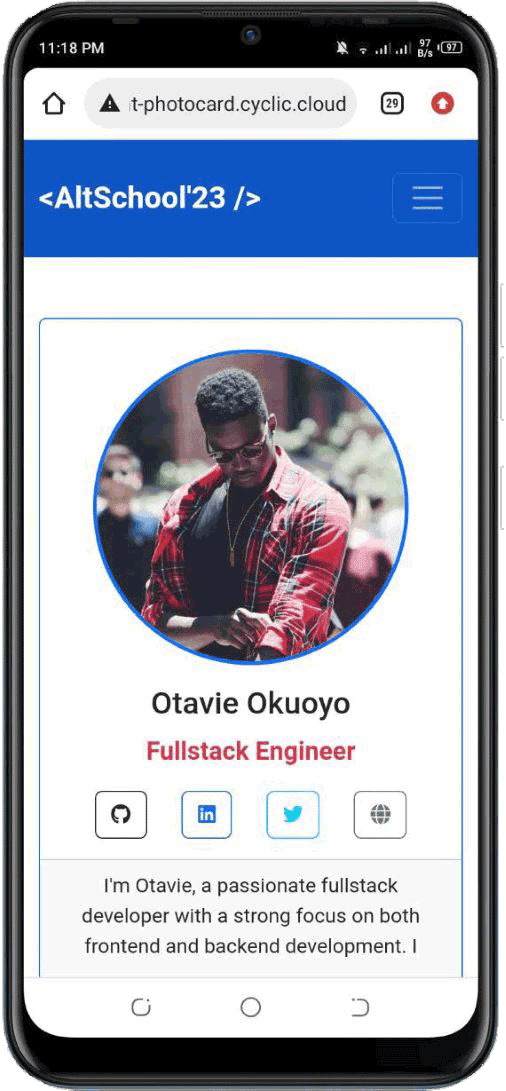 11:18 PM
97
B/s
97
t-photocard.cyclic.cloud
29
<AltSchool'23 />
Otavie Okuoyo
Fullstack Engineer
in
I'm Otavie, a passionate fullstack
developer with a strong focus on both
frontend and backend development. I